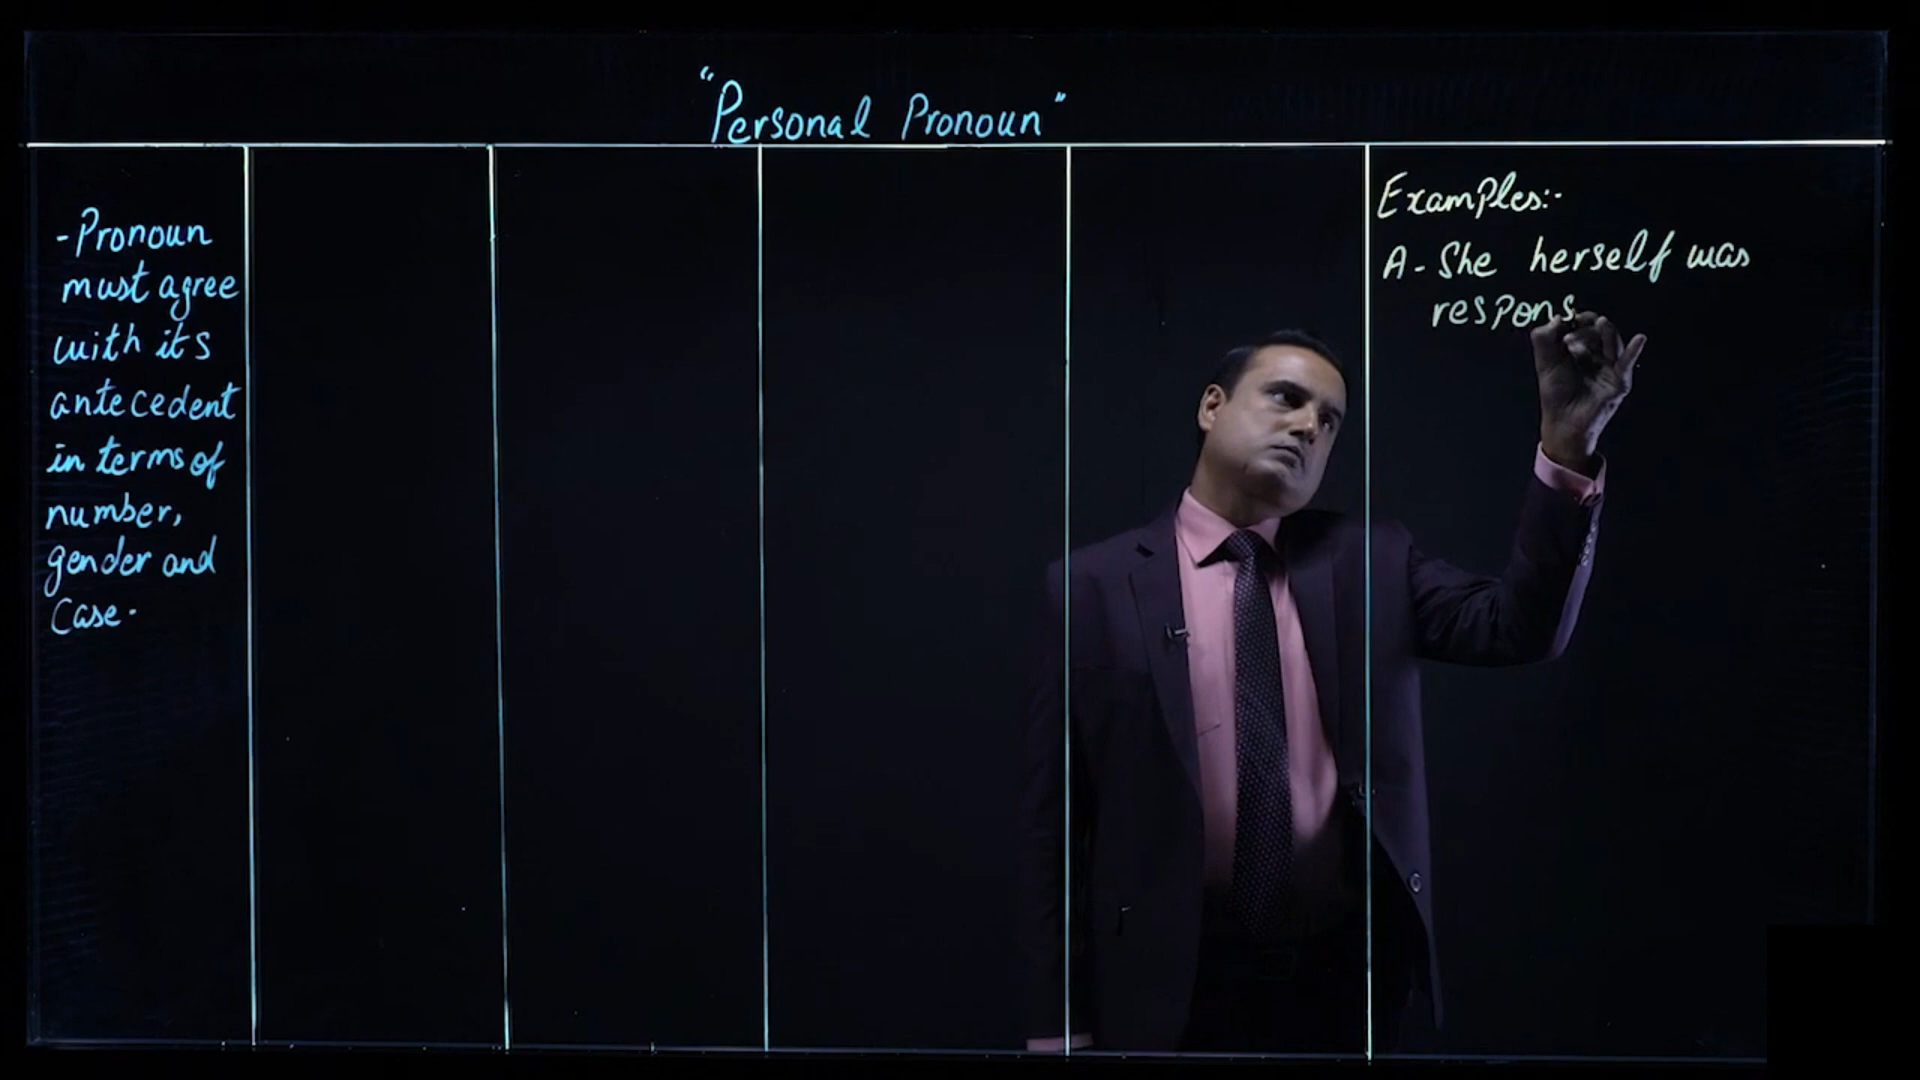 "Personal Pronoun"
-Pronoun
must agree
with its
antecedent
in terms of
number,
gender and
Case.
Examples:-
A- She herself was
respons